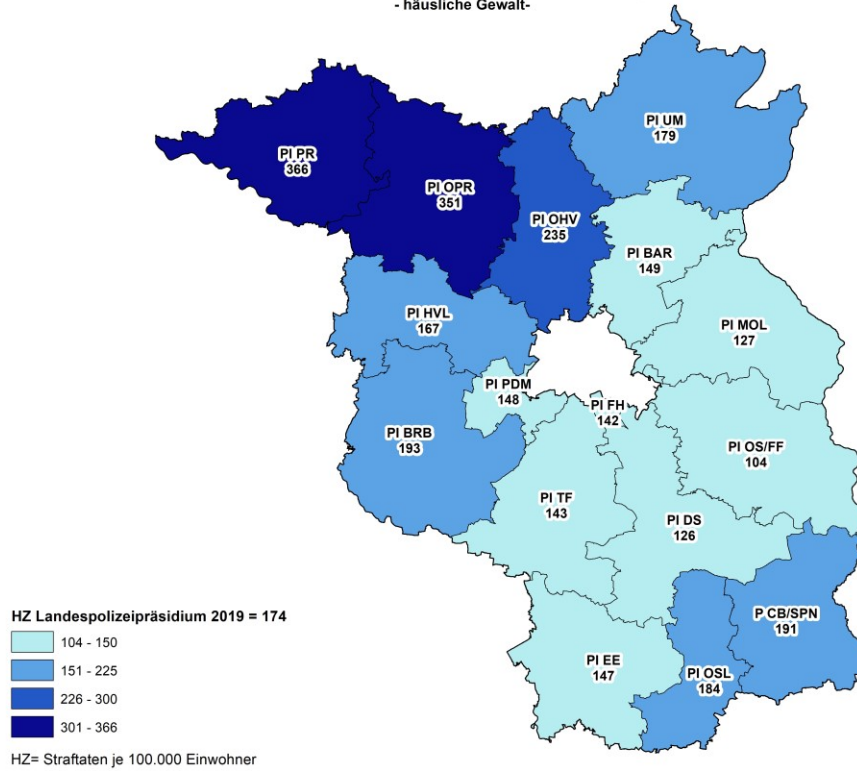 - häusliche Gewalt-
PI UM
179
PI PR
366
PI OPR
351
PI OHV
235
PI BAR
149
PI HVL
167
PI MOL
127
PI PDM
148
PI FH
142
PI BRB
193
PI OS/FF
104
PI TF
143
PI DS
126
P CB/SPN
191
PI EE
147
PI OSL
184
HZ Landespolizeipräsidium 2019 = 174
104 - 150
151 - 225
226 - 300
301 - 366
HZ= Straftaten je 100.000 Einwohner